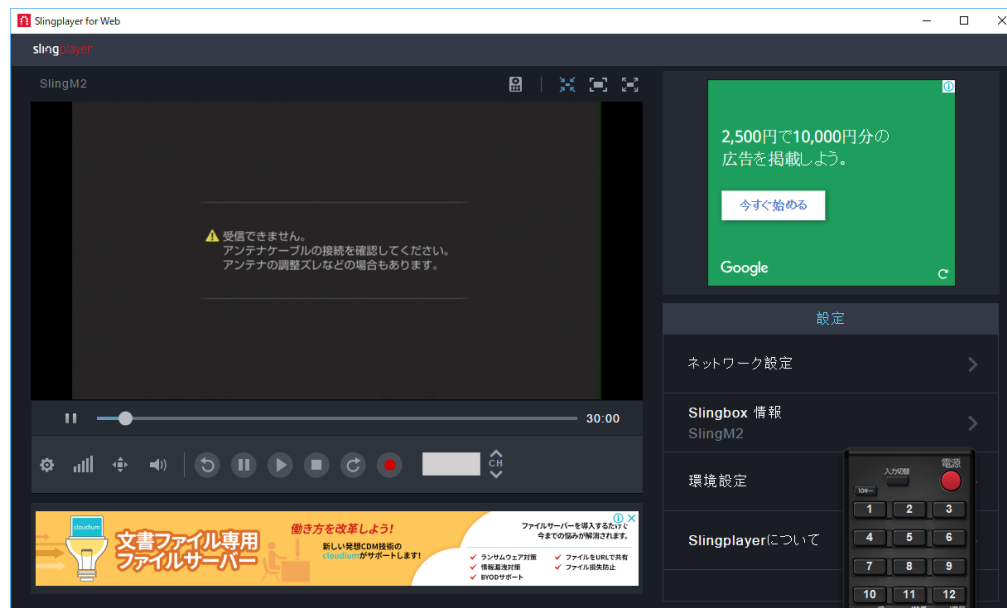 Slingplayer for Web
slingplayer
SlingM2
受信できません。
アンテナケーブルの接続を確認してください。
アンテナの調整ズレなどの場合もあります。
30:00
CH
cloudium
文書ファイル専用
ファイルサーバー
働き方を改革しよう!
新しい発想CDM技術の
cloudiumがサポートします!
ファイルサーバーを導入するだけで
今までの悩みが解消されます。
ランサムウェア対策
ファイルをURLで共有
情報漏洩対策
ファイル損失防止
BYODサポート
2,500円で10,000円分の
広告を掲載しよう。
今すぐ始める
Google
設定
ネットワーク設定
Slingbox 情報
SlingM2
環境設定
Slingplayerについて
入力切替
電源
10キー
1 2 3
4 5 6
7 8 9
10 11 12